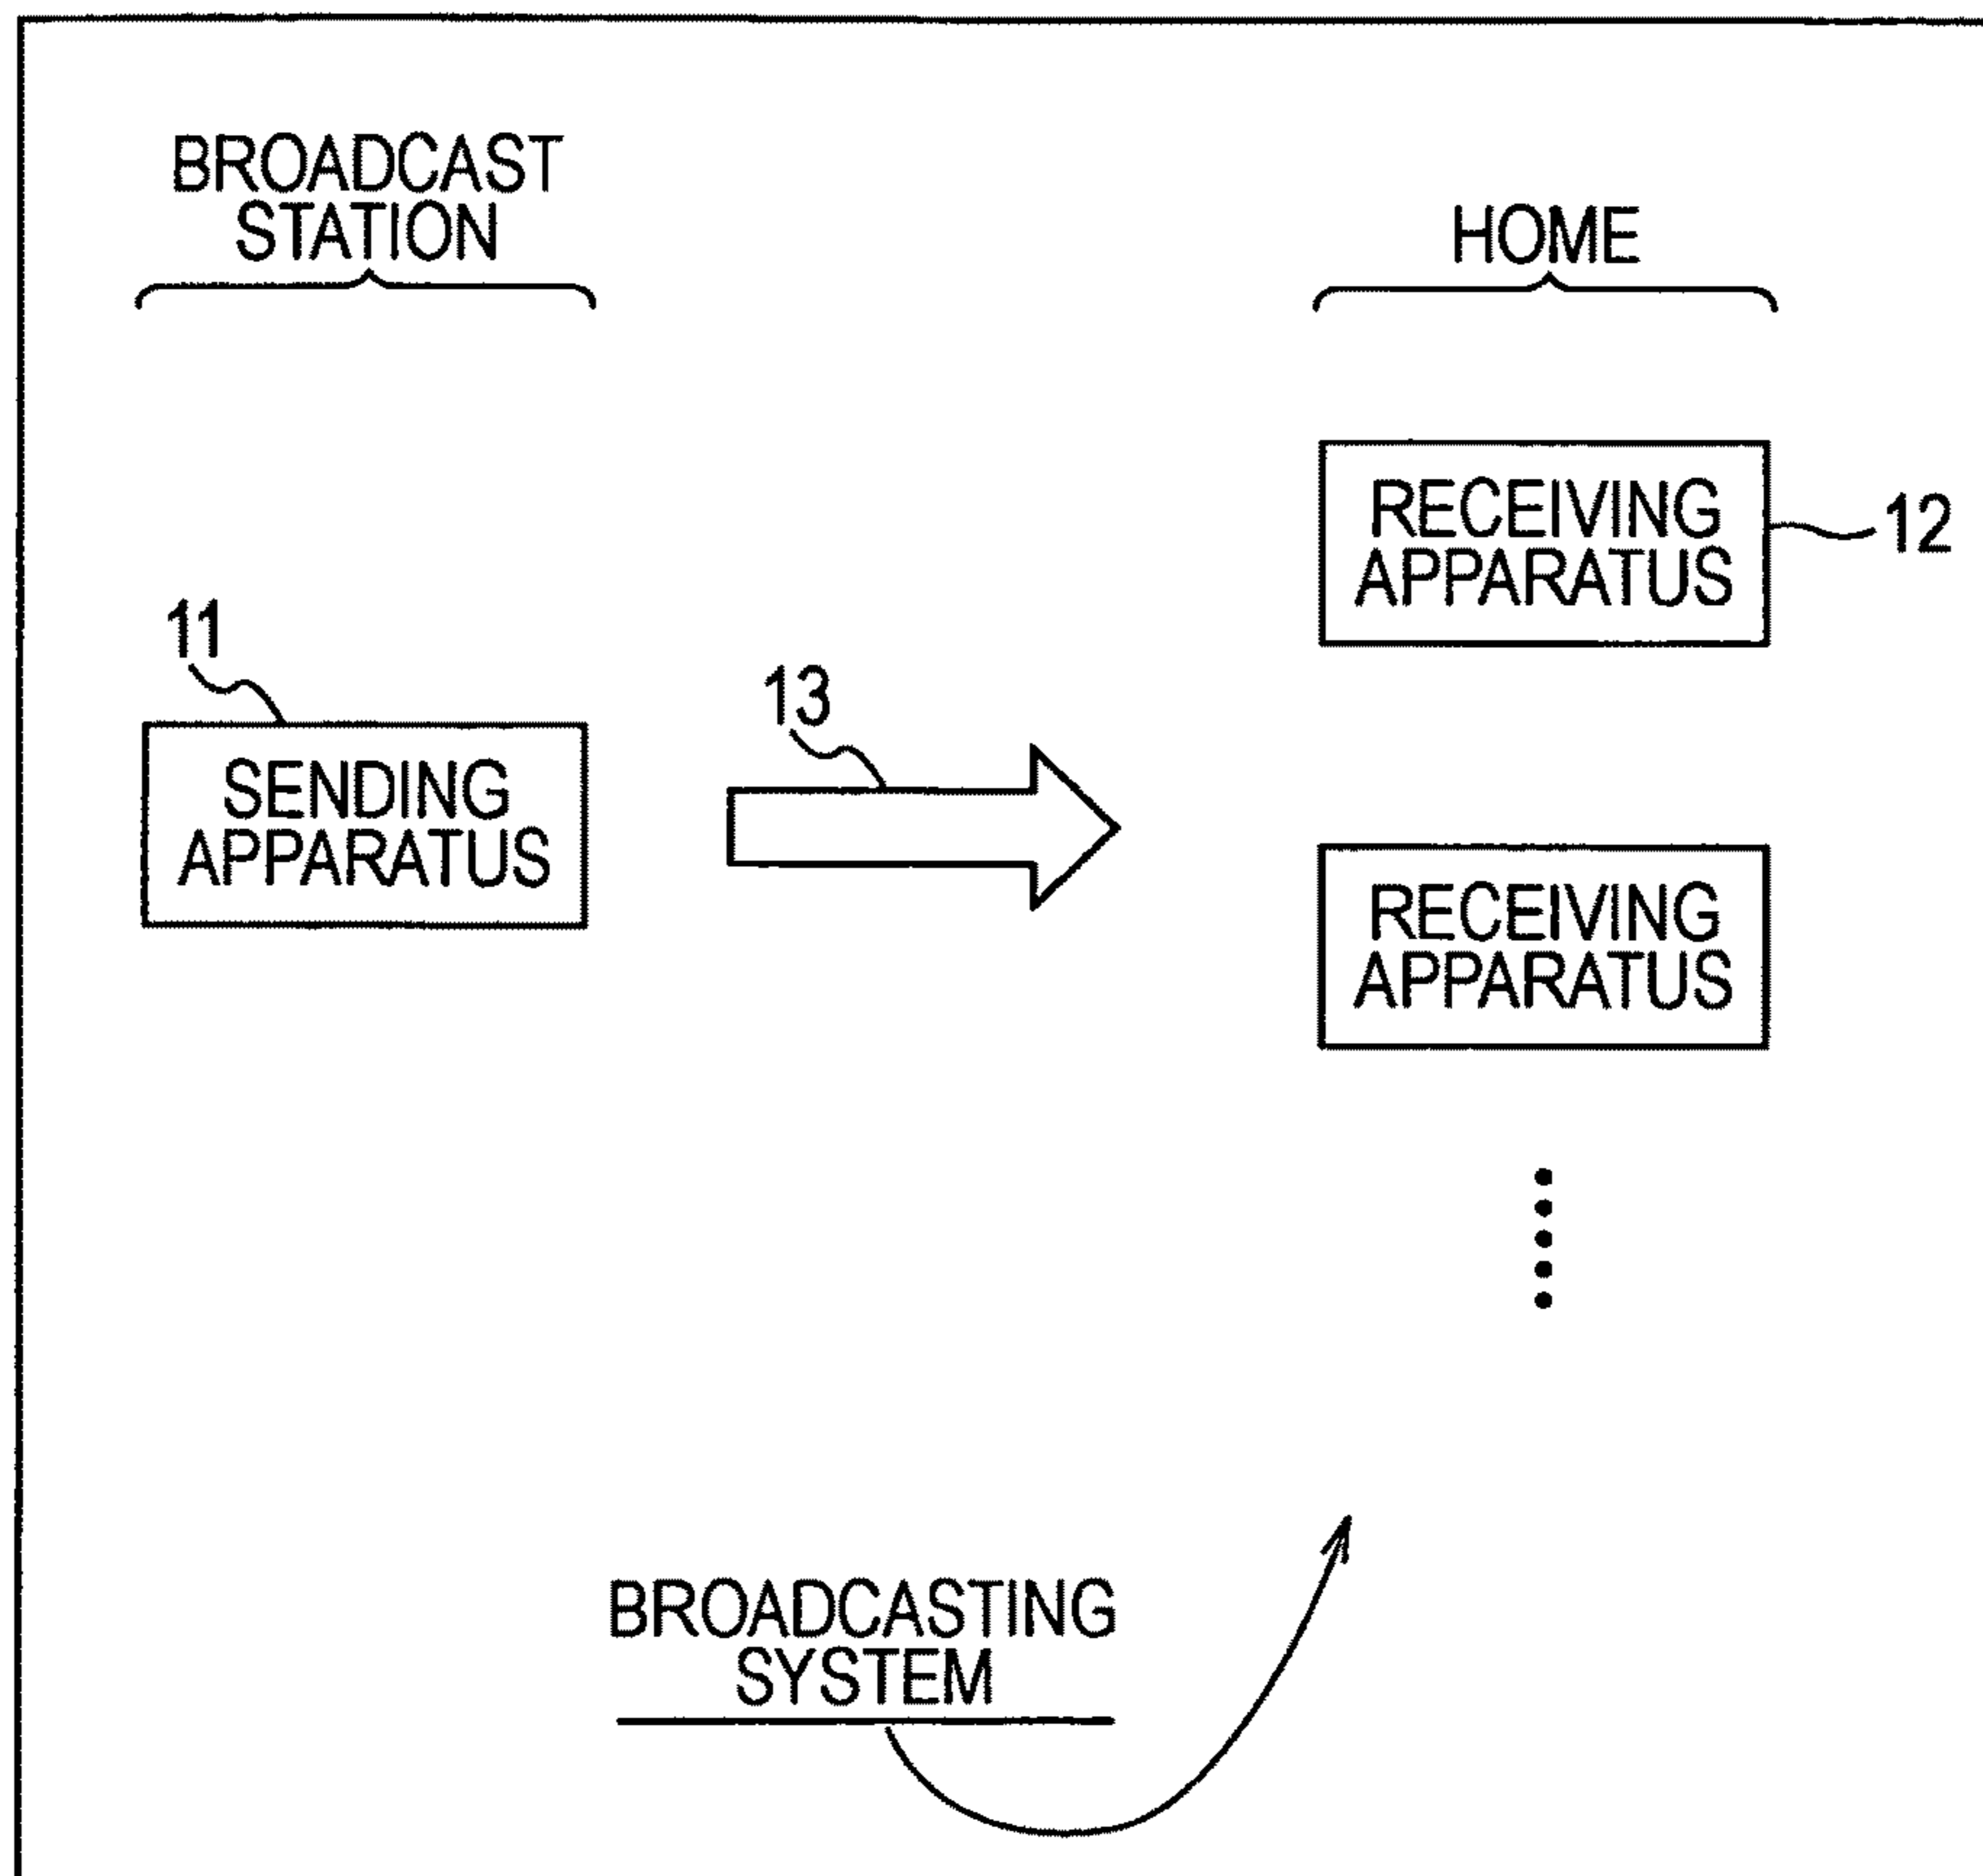 BROADCAST
STATION
HOME
RECEIVING
APPARATUS
12
11
13
SENDING
APPARATUS
RECEIVING
APPARATUS
BROADCASTING
SYSTEM